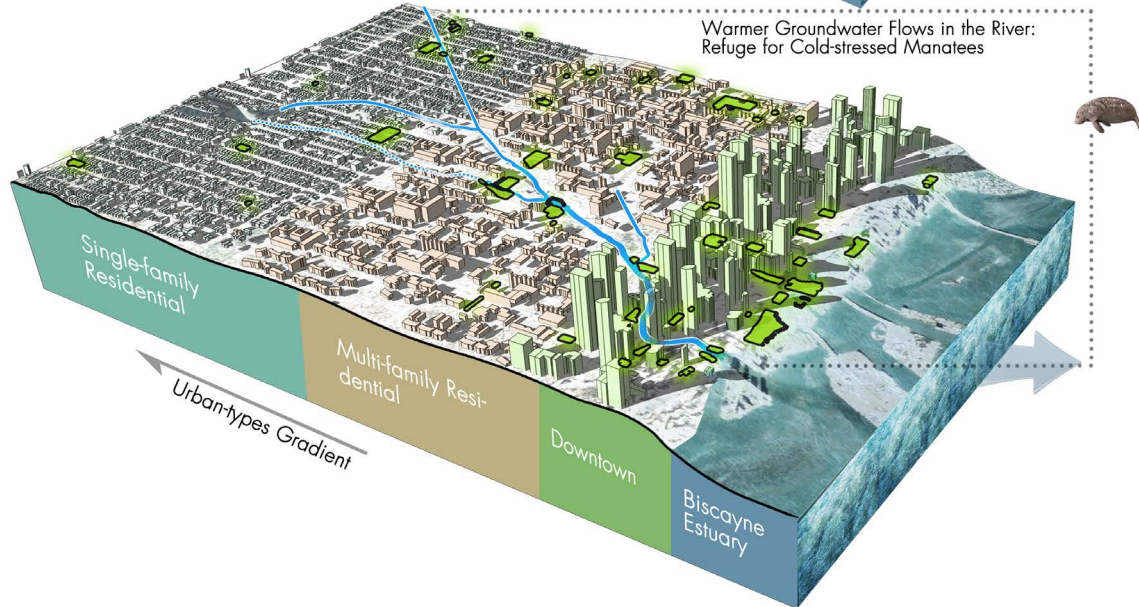 Warmer Groundwater Flows in the River:
Refuge for Cold-stressed Manatees
Single-family
Residential
Multi-family Resi-
dential
Downtown
Biscayne
Estuary
Urban-types Gradient